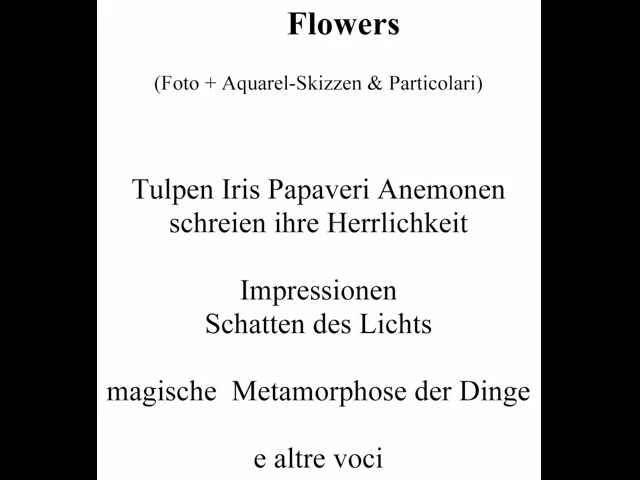 Flowers
(Foto + Aquarel-Skizzen & Particolari)
Tulpen Iris Papaveri Anemonen
schreien ihre Herrlichkeit
Impressionen
Schatten des Lichts
magische  Metamorphose der Dinge
e altre voci